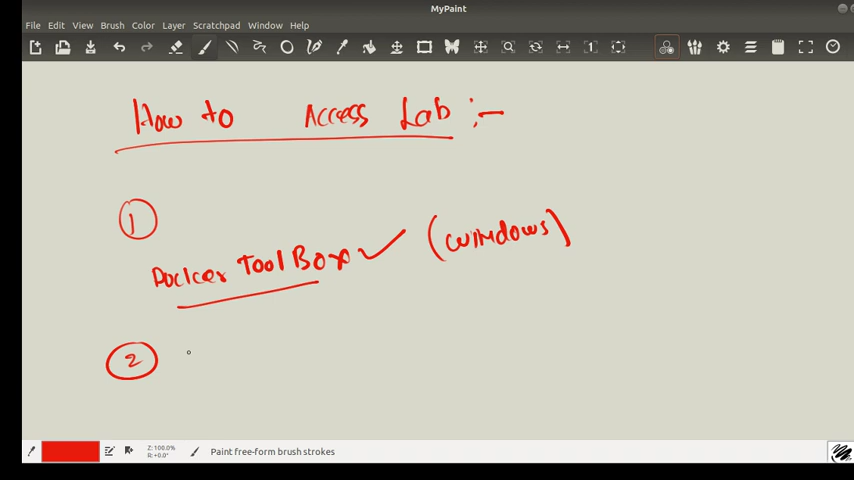 MyPaint
File Edit View Brush Color Layer Scratchpad Window Help
How to Access Lab :-
1
Docker Tool Box (windows)
2
Z: 100.0%
R: +0.0°
Paint free-form brush strokes